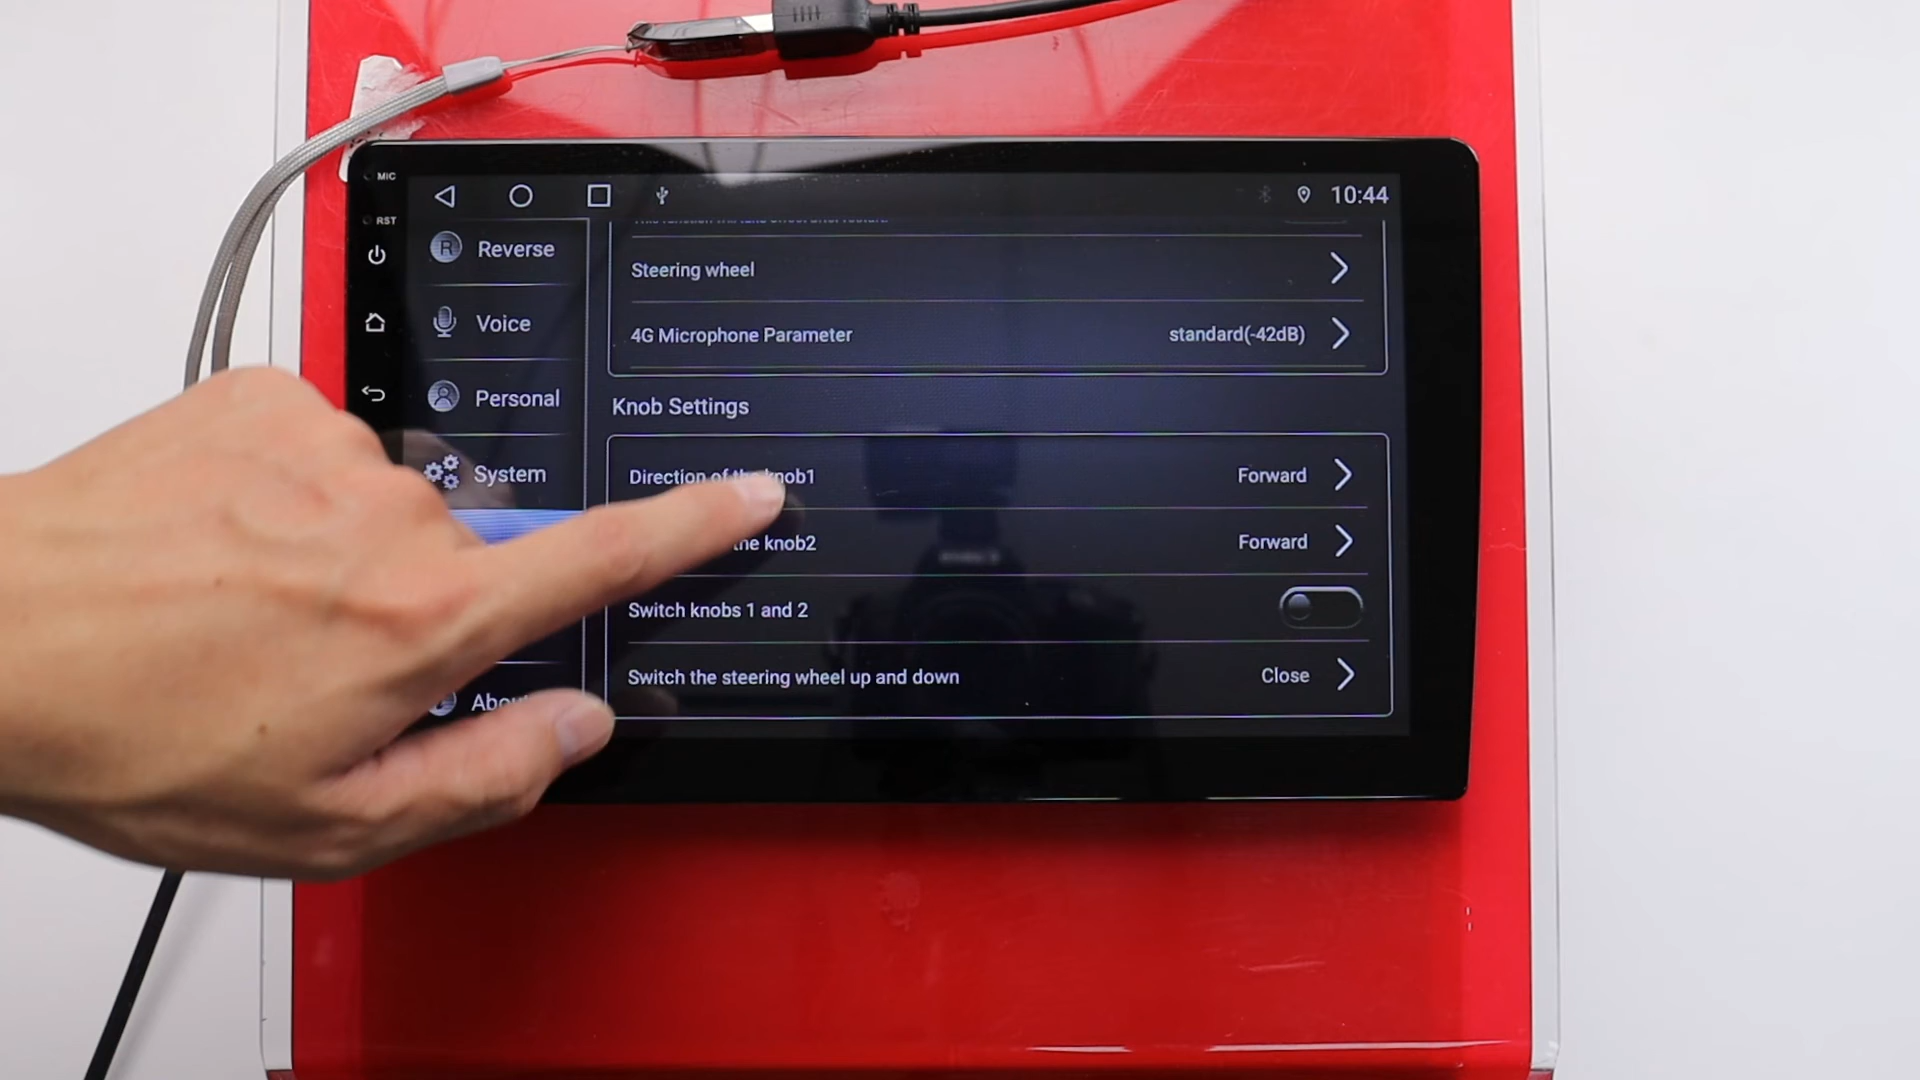 MIC
10:44
RST
Reverse
Steering wheel
Voice
4G Microphone Parameter standard(-42dB)
Personal
Knob Settings
System
Direction of the knob1 Forward
the knob2 Forward
Switch knobs 1 and 2
Switch the steering wheel up and down Close